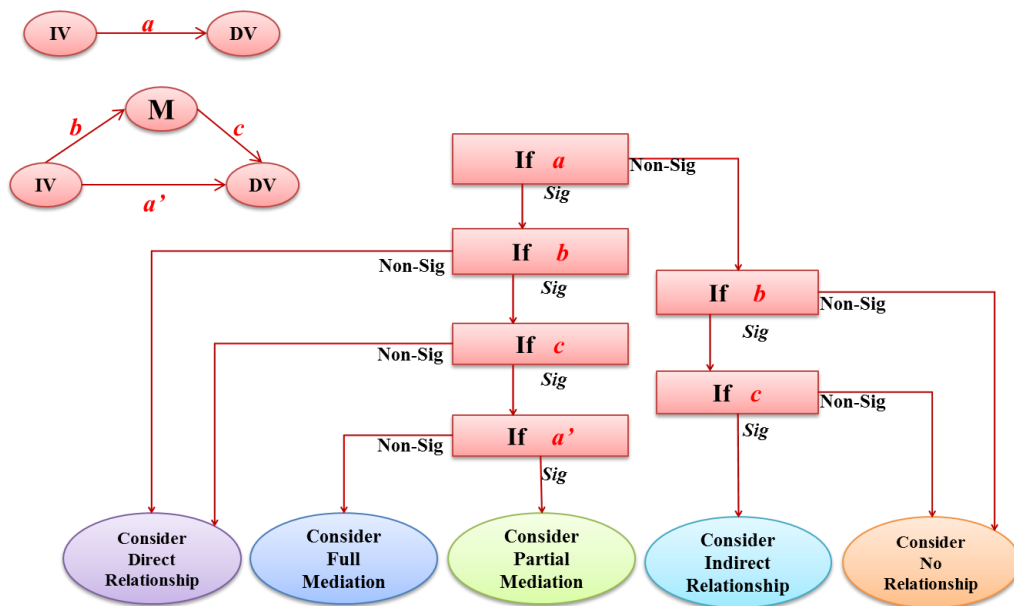 IV
a
DV
M
b
c
IV
DV
a’
If a
Non-Sig
Sig
If b
Non-Sig
Sig
If b
Non-Sig
Sig
If c
Non-Sig
Sig
If c
Non-Sig
Sig
If a’
Non-Sig
Sig
Consider
Direct
Relationship
Consider
Full
Mediation
Consider
Partial
Mediation
Consider
Indirect
Relationship
Consider
No
Relationship